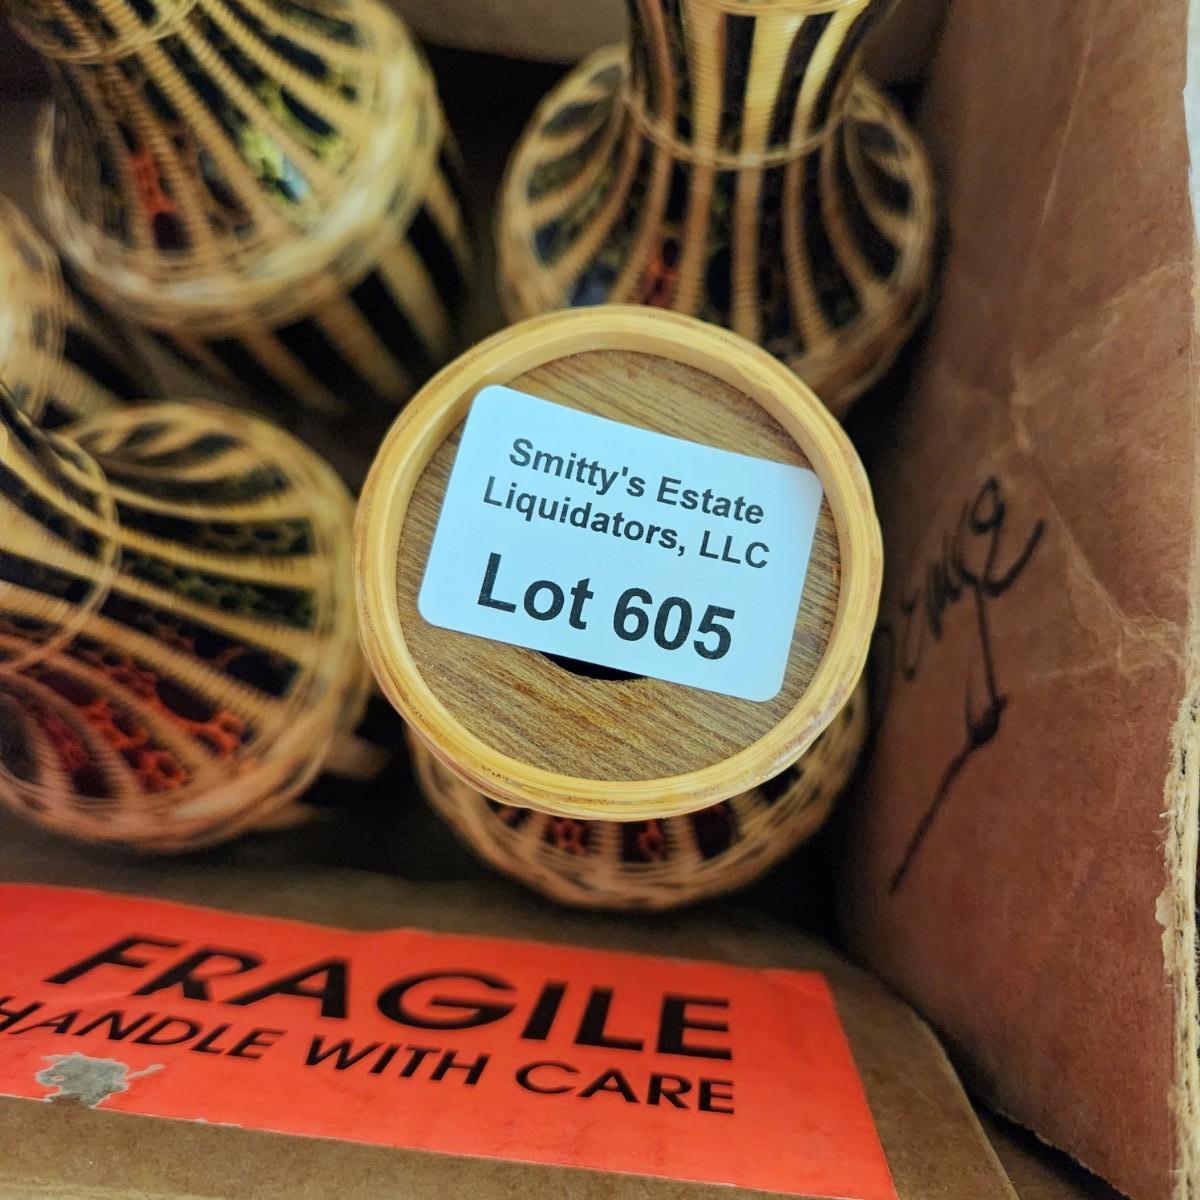 Smitty's Estate
Liquidators, LLC
Lot 605
FRAGILE
HANDLE WITH CARE